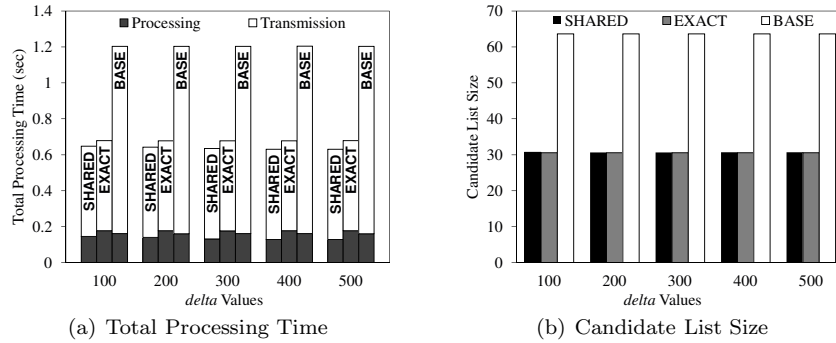 Processing Transmission
Total Processing Time (sec)
1.4
1.2
1
0.8
0.6
0.4
0.2
0
SHARED EXACT BASE
SHARED EXACT BASE
SHARED EXACT BASE
SHARED EXACT BASE
SHARED EXACT BASE
100 200 300 400 500
delta Values
(a) Total Processing Time
SHARED EXACT BASE
Candidate List Size
70
60
50
40
30
20
10
0
100 200 300 400 500
delta Values
(b) Candidate List Size